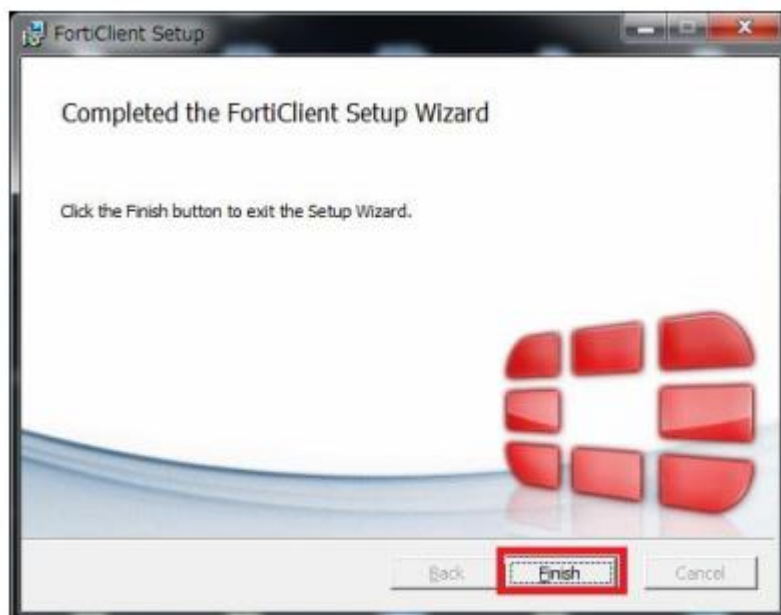 FortiClient Setup
Completed the FortiClient Setup Wizard
Click the Finish button to exit the Setup Wizard.
Back
Finish
Cancel